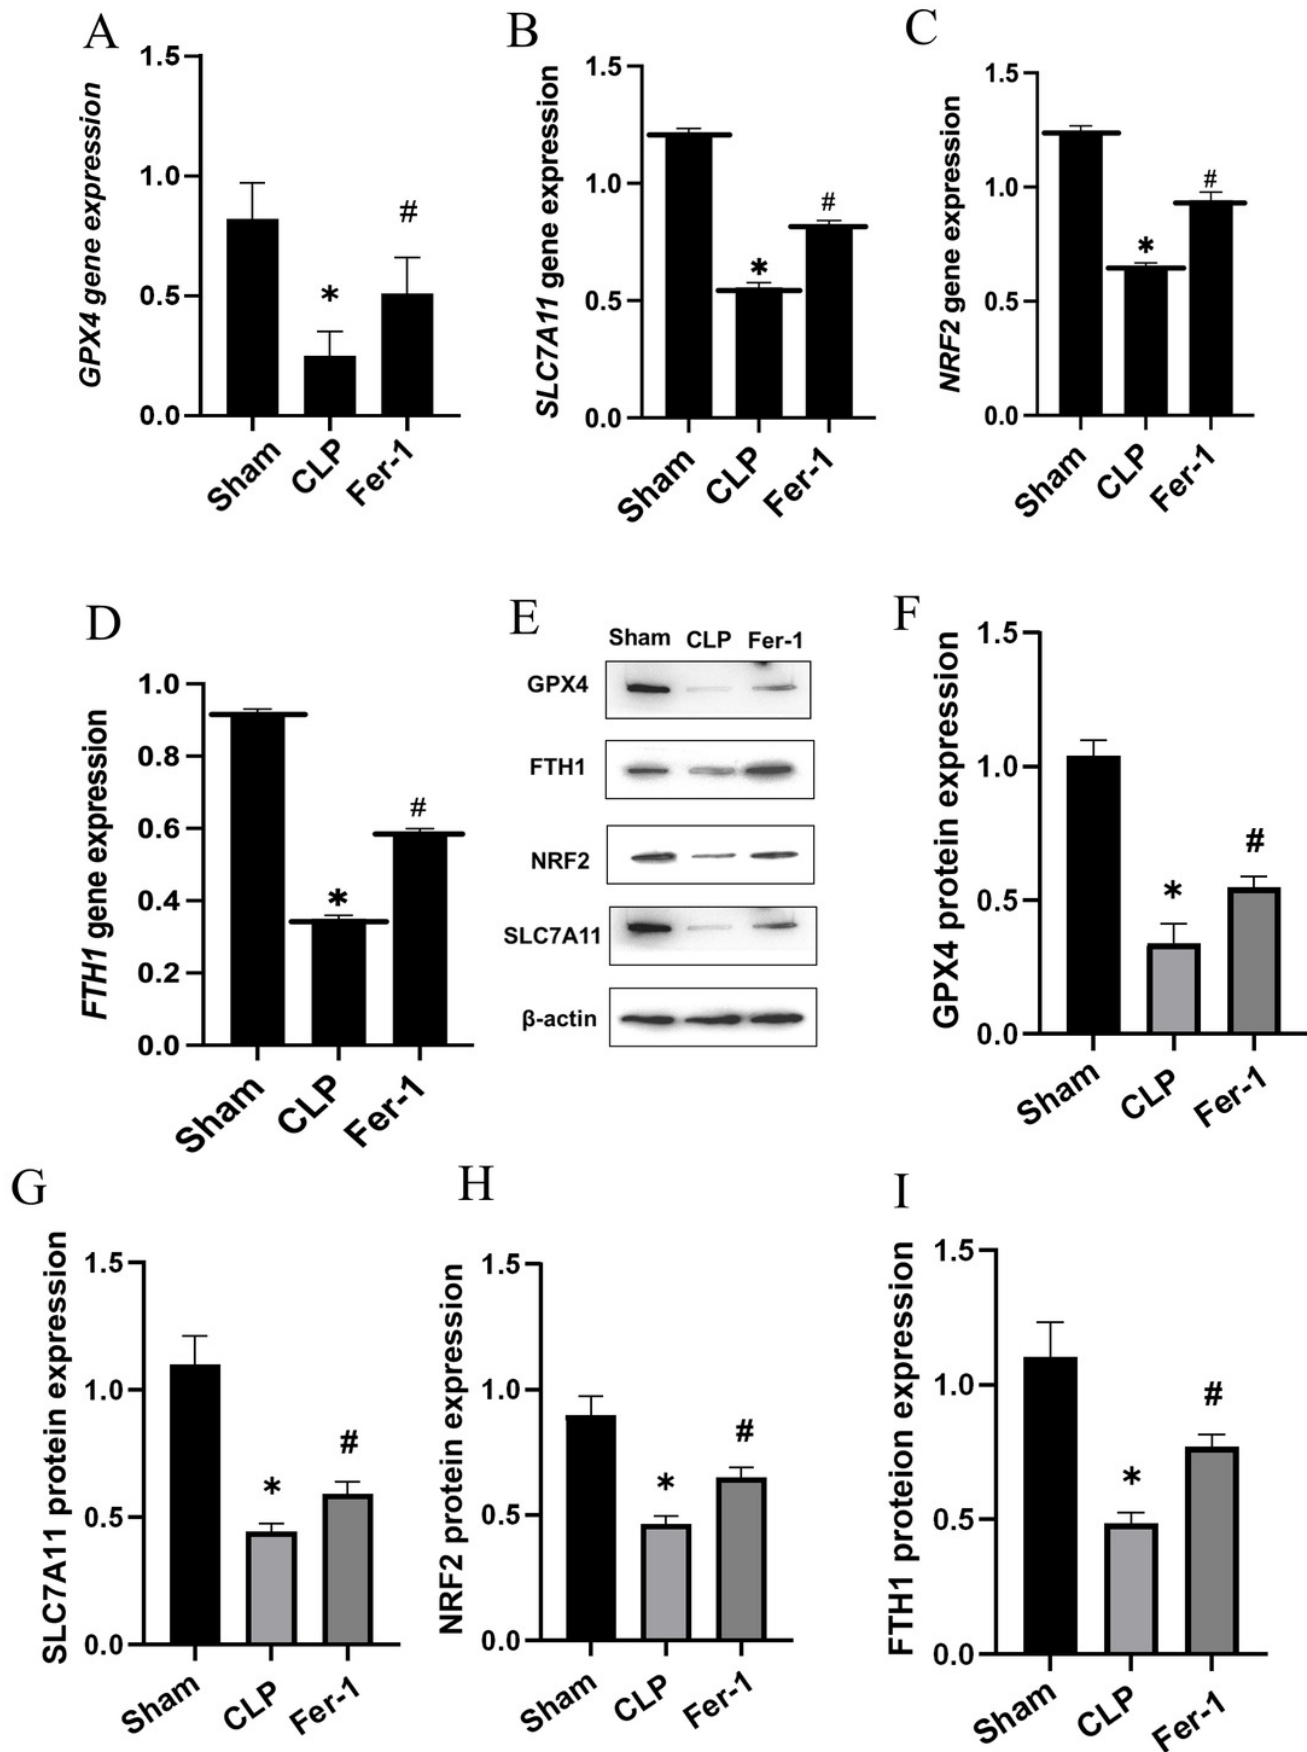 A
GPX4 gene expression
1.5
1.0
0.5
0.0
*
#
Sham
CLP
Fer-1
B
SLC7A11 gene expression
1.5
1.0
0.5
0.0
*
#
Sham
CLP
Fer-1
C
NRF2 gene expression
1.5
1.0
0.5
0.0
*
#
Sham
CLP
Fer-1
D
FTH1 gene expression
1.0
0.8
0.6
0.4
0.2
0.0
*
#
Sham
CLP
Fer-1
E
Sham CLP Fer-1
GPX4
FTH1
NRF2
SLC7A11
β-actin
F
GPX4 protein expression
1.5
1.0
0.5
0.0
*
#
Sham
CLP
Fer-1
G
SLC7A11 protein expression
1.5
1.0
0.5
0.0
*
#
Sham
CLP
Fer-1
H
NRF2 protein expression
1.5
1.0
0.5
0.0
*
#
Sham
CLP
Fer-1
I
FTH1 proteion expression
1.5
1.0
0.5
0.0
*
#
Sham
CLP
Fer-1